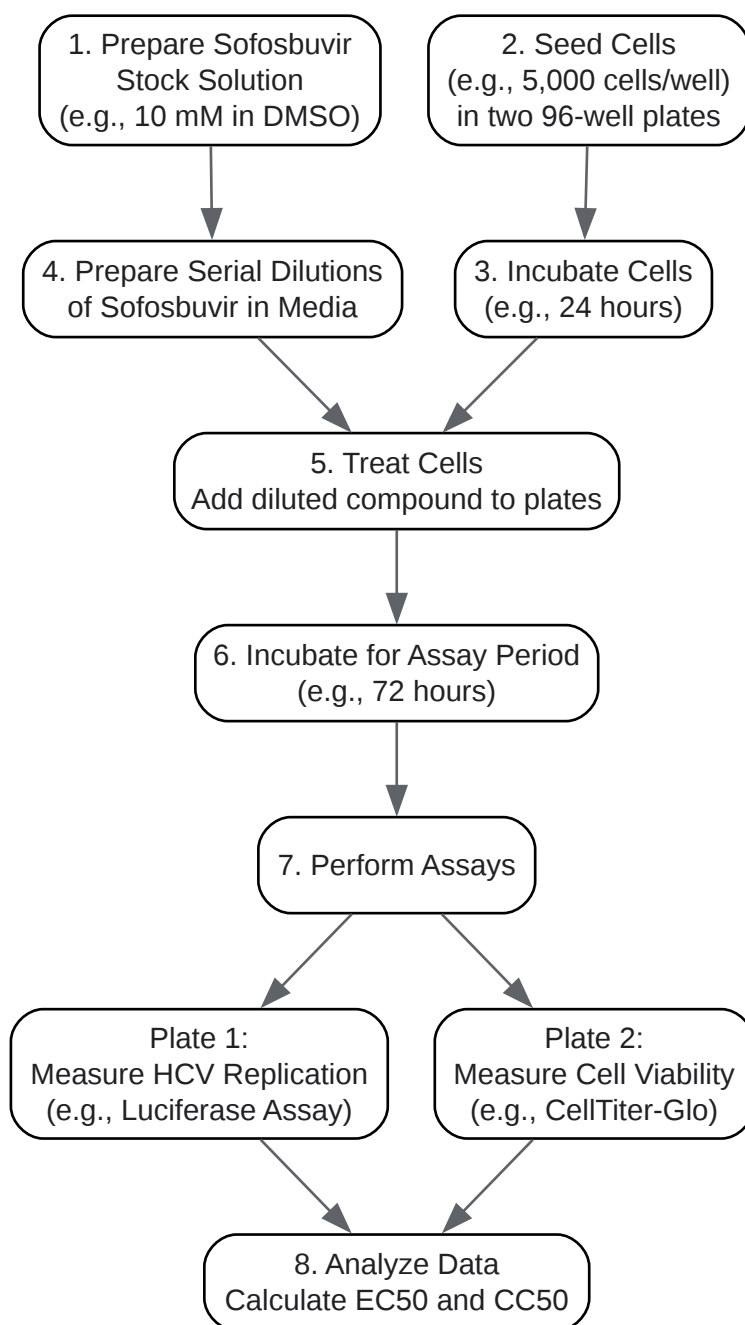 1. Prepare Sofosbuvir
Stock Solution
(e.g., 10 mM in DMSO)
2. Seed Cells
(e.g., 5,000 cells/well)
in two 96-well plates
4. Prepare Serial Dilutions
of Sofosbuvir in Media
3. Incubate Cells
(e.g., 24 hours)
5. Treat Cells
Add diluted compound to plates
6. Incubate for Assay Period
(e.g., 72 hours)
7. Perform Assays
Plate 1:
Measure HCV Replication
(e.g., Luciferase Assay)
Plate 2:
Measure Cell Viability
(e.g., CellTiter-Glo)
8. Analyze Data
Calculate EC50 and CC50